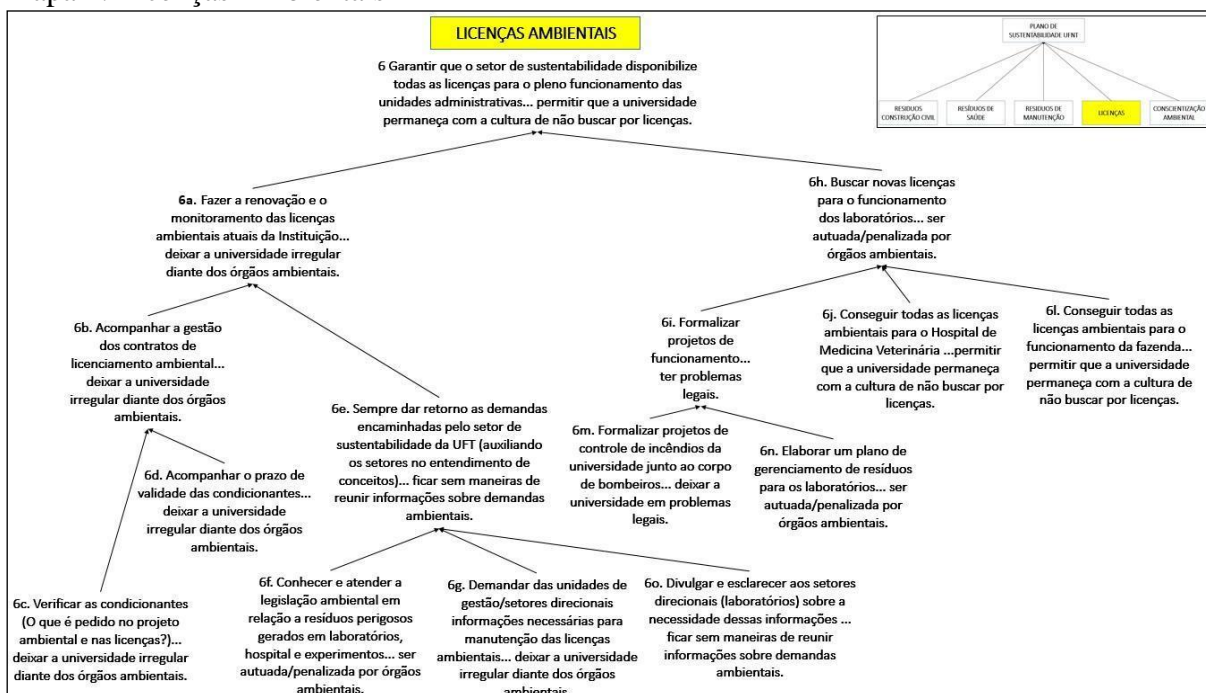 LICENÇAS AMBIENTAIS
6 Garantir que o setor de sustentabilidade disponibilize
todas as licenças para o pleno funcionamento das
unidades administrativas... permitir que a universidade
permaneça com a cultura de não buscar por licenças.
PLANO DE
SUSTENTABILIDADE UFNT
RESIDUOS
CONSTRUÇÃO CIVIL
RESÍDUOS DE
SAÚDE
RESÍDUOS DE
MANUTENÇÃO
LICENÇAS
CONSCIENTIZAÇÃO
AMBIENTAL
6a. Fazer a renovação e o
monitoramento das licenças
ambientais atuais da Instituição...
deixar a universidade irregular
diante dos órgãos ambientais.
6h. Buscar novas licenças
para o funcionamento
dos laboratórios... ser
autuada/penalizada por
órgãos ambientais.
6b. Acompanhar a gestão
dos contratos de
licenciamento ambiental...
deixar a universidade
irregular diante dos órgãos
ambientais.
6i. Formalizar
projetos de
funcionamento...
ter problemas
legais.
6j. Conseguir todas as licenças
ambientais para o Hospital de
Medicina Veterinária ...permitir
que a universidade permaneça
com a cultura de não buscar por
licenças.
6l. Conseguir todas as
licenças ambientais para o
funcionamento da fazenda...
permitir que a universidade
permaneça com a cultura de
não buscar por licenças.
6d. Acompanhar o prazo de
validade das condicionantes...
deixar a universidade
irregular diante dos órgãos
ambientais.
6e. Sempre dar retorno as demandas
encaminhadas pelo setor de
sustentabilidade da UFT (auxiliando
os setores no entendimento de
conceitos)... ficar sem maneiras de
reunir informações sobre demandas
ambientais.
6m. Formalizar projetos de
controle de incêndios da
universidade junto ao corpo
de bombeiros... deixar a
universidade em problemas
legais.
6n. Elaborar um plano de
gerenciamento de resíduos
para os laboratórios... ser
autuada/penalizada por
órgãos ambientais.
6c. Verificar as condicionantes
(O que é pedido no projeto
ambiental e nas licenças?)...
deixar a universidade irregular
diante dos órgãos ambientais.
6f. Conhecer e atender a
legislação ambiental em
relação a resíduos perigosos
gerados em laboratórios,
hospital e experimentos... ser
autuada/penalizada por órgãos
ambientais.
6g. Demandar das unidades de
gestão/setores direcionais
informações necessárias para
manutenção das licenças
ambientais... deixar a universidade
irregular diante dos órgãos
ambientais.
6o. Divulgar e esclarecer aos setores
direcionais (laboratórios) sobre a
necessidade dessas informações ...
ficar sem maneiras de reunir
informações sobre demandas
ambientais.